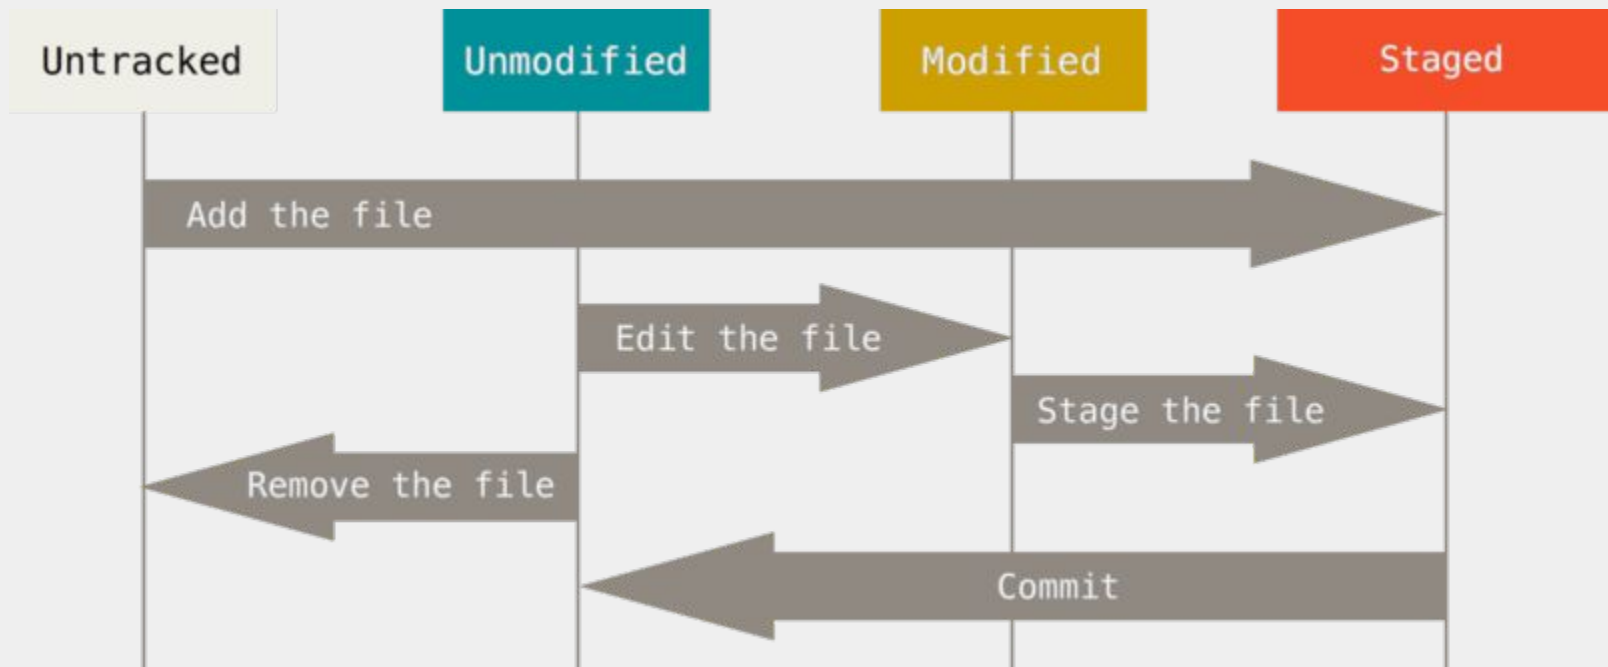 Untracked
Unmodified
Modified
Staged
Add the file
Edit the file
Stage the file
Remove the file
Commit